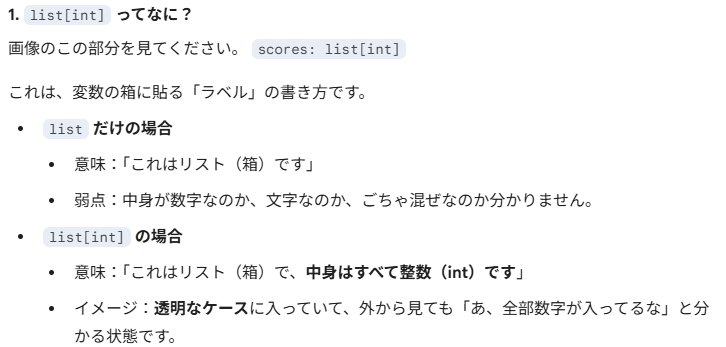 1. list[int] ってなに？
画像のこの部分を見てください。 scores: list[int]
これは、変数の箱に貼る「ラベル」の書き方です。
• list だけの場合
• 意味：「これはリスト（箱）です」
• 弱点：中身が数字なのか、文字なのか、ごちゃ混ぜなのか分かりません。
• list[int] の場合
• 意味：「これはリスト（箱）で、中身はすべて整数（int）です」
• イメージ：透明なケースに入っていて、外から見ても「あ、全部数字が入ってるな」と分
かる状態です。